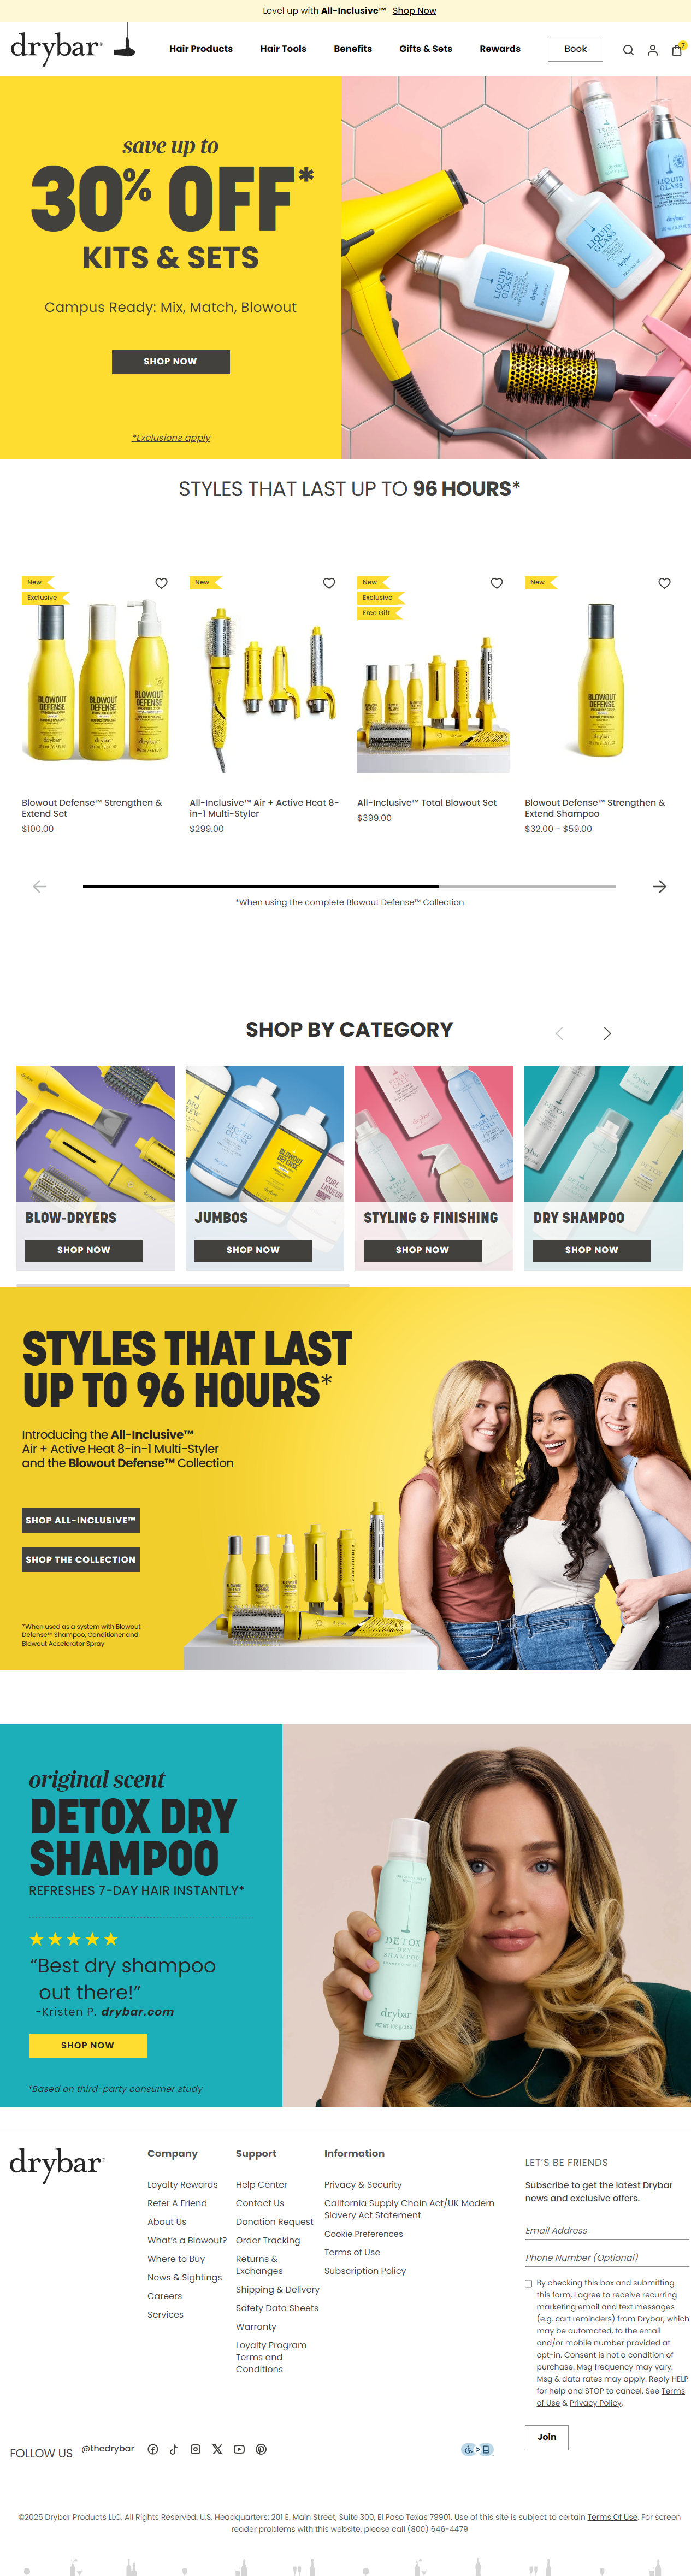 Level up with All-Inclusive™ Shop Now
drybar
Hair Products
Hair Tools
Benefits
Gifts & Sets
Rewards
Book
7
save up to
30% OFF*
KITS & SETS
Campus Ready: Mix, Match, Blowout
SHOP NOW
*Exclusions apply
LIQUID GLASS
LIQUID GLASS
LIQUID GLASS
STYLES THAT LAST UP TO 96 HOURS*
New
Exclusive
New
New
Exclusive
Free Gift
New
BLOWOUT DEFENSE
BLOWOUT DEFENSE
BLOWOUT DEFENSE
BLOWOUT DEFENSE
Blowout Defense™ Strengthen &
Extend Set
$100.00
All-Inclusive™ Air + Active Heat 8-
in-1 Multi-Styler
$299.00
All-Inclusive™ Total Blowout Set
$399.00
Blowout Defense™ Strengthen &
Extend Shampoo
$32.00 - $59.00
*When using the complete Blowout Defense™ Collection
SHOP BY CATEGORY
BLOW-DRYERS
SHOP NOW
JUMBOS
SHOP NOW
STYLING & FINISHING
SHOP NOW
DRY SHAMPOO
SHOP NOW
STYLES THAT LAST
UP TO 96 HOURS*
Introducing the All-Inclusive™
Air + Active Heat 8-in-1 Multi-Styler
and the Blowout Defense™ Collection
SHOP ALL-INCLUSIVE™
SHOP THE COLLECTION
*When used as a system with Blowout
Defense™ Shampoo, Conditioner and
Blowout Accelerator Spray
original scent
DETOX DRY
SHAMPOO
REFRESHES 7-DAY HAIR INSTANTLY*
“Best dry shampoo
out there!”
-Kristen P. drybar.com
SHOP NOW
*Based on third-party consumer study
DETOX
DRY
SHAMPOO
drybar
drybar
Company
Loyalty Rewards
Refer A Friend
About Us
What's a Blowout?
Where to Buy
News & Sightings
Careers
Services
Support
Help Center
Contact Us
Donation Request
Order Tracking
Returns &
Exchanges
Shipping & Delivery
Safety Data Sheets
Warranty
Loyalty Program
Terms and
Conditions
Information
Privacy & Security
California Supply Chain Act/UK Modern
Slavery Act Statement
Cookie Preferences
Terms of Use
Subscription Policy
LET'S BE FRIENDS
Subscribe to get the latest Drybar
news and exclusive offers.
Email Address
Phone Number (Optional)
By checking this box and submitting
this form, I agree to receive recurring
marketing email and text messages
(e.g. cart reminders) from Drybar, which
may be automated, to the email
and/or mobile number provided at
opt-in. Consent is not a condition of
purchase. Msg frequency may vary.
Msg & data rates may apply. Reply HELP
for help and STOP to cancel. See Terms
of Use & Privacy Policy.
Join
FOLLOW US
@thedrybar
©2025 Drybar Products LLC. All Rights Reserved. U.S. Headquarters: 201 E. Main Street, Suite 300, El Paso Texas 79901. Use of this site is subject to certain Terms Of Use. For screen
reader problems with this website, please call (800) 646-4479